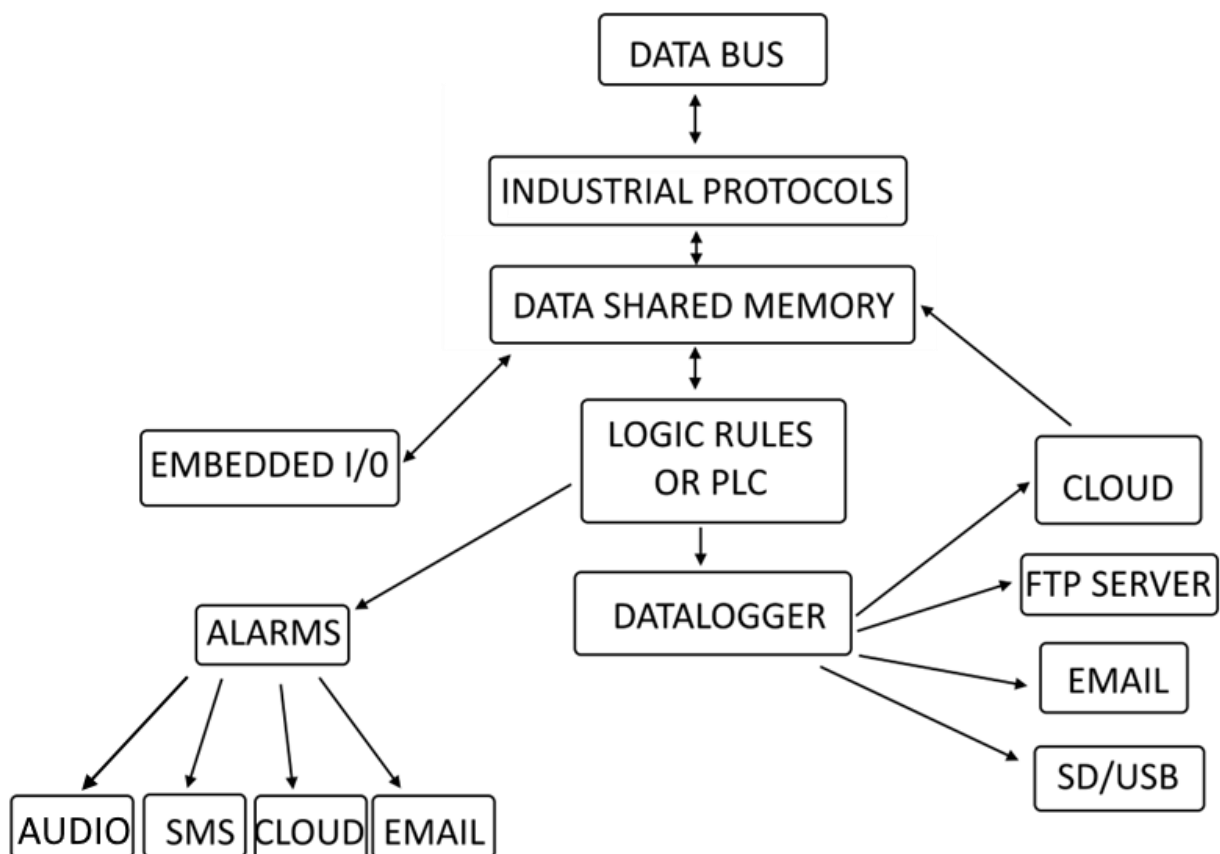 DATA BUS
INDUSTRIAL PROTOCOLS
DATA SHARED MEMORY
LOGIC RULES
OR PLC
EMBEDDED I/0
CLOUD
FTP SERVER
DATALOGGER
ALARMS
EMAIL
SD/USB
AUDIO
SMS
CLOUD
EMAIL